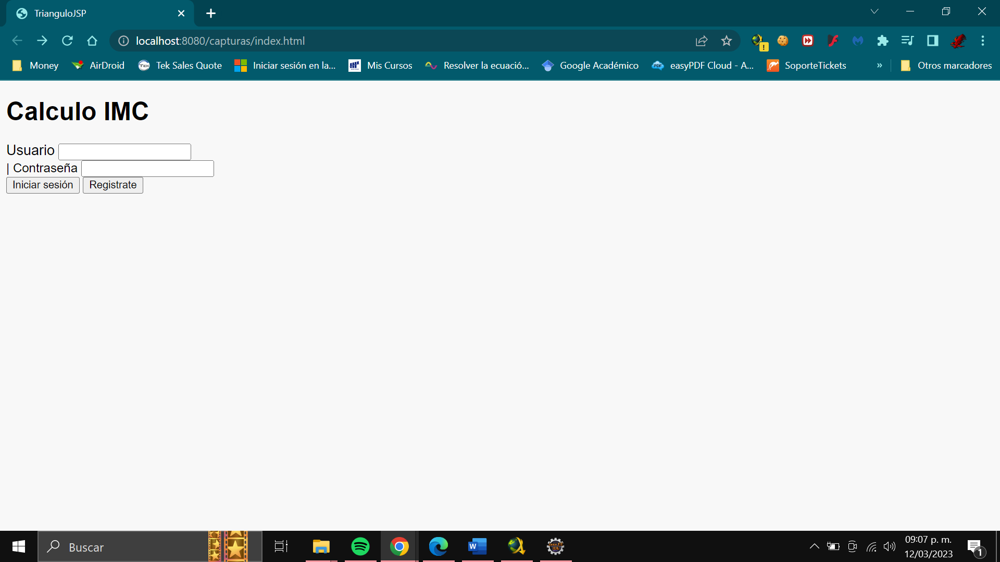 TrianguloJSP
localhost:8080/capturas/index.html
Money AirDroid Tek Sales Quote Iniciar sesión en la... Mis Cursos Resolver la ecuació... Google Académico easyPDF Cloud - A... SoporteTickets » Otros marcadores
Calculo IMC
Usuario
| Contraseña
Iniciar sesión Registrate
Buscar
09:07 p. m.
12/03/2023
1